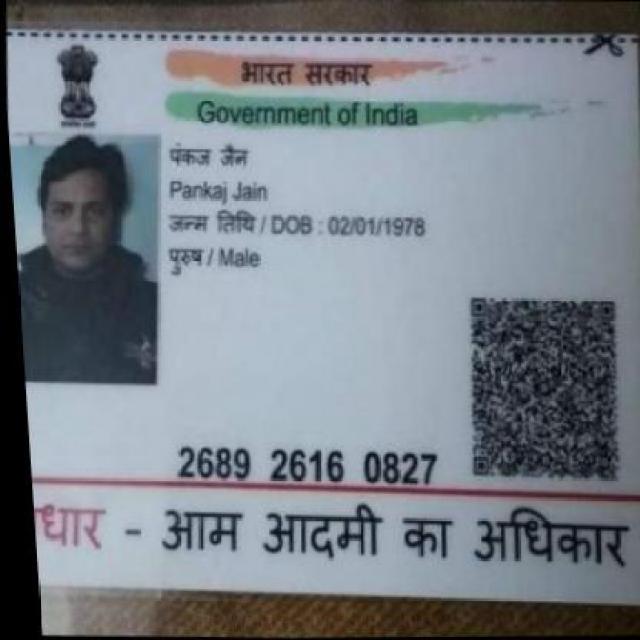 भारत सरकार
Government of India
पंकज जैन
Pankaj Jain
जन्म तिथि / DOB : 02/01/1978
पुरुष / Male
2689 2616 0827
धार - आम आदमी का अधिकार